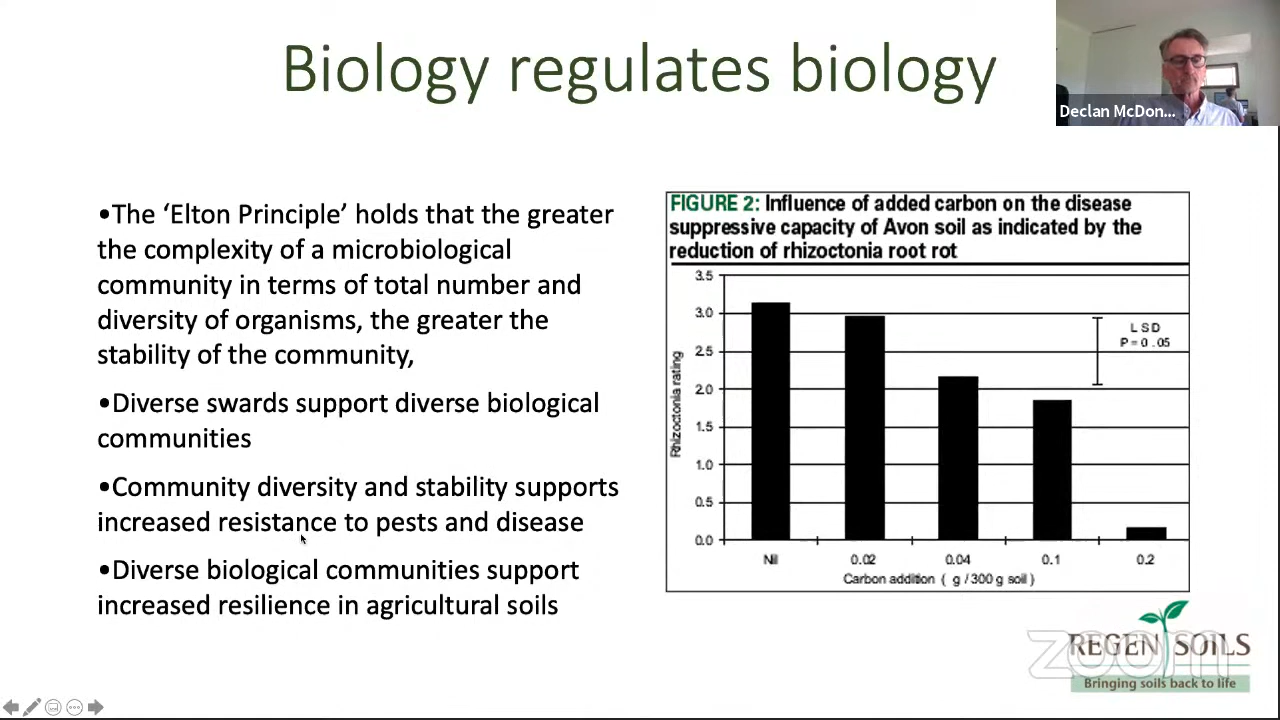 Biology regulates biology
Declan McDon...
•The ‘Elton Principle’ holds that the greater
the complexity of a microbiological
community in terms of total number and
diversity of organisms, the greater the
stability of the community,
•Diverse swards support diverse biological
communities
•Community diversity and stability supports
increased resistance to pests and disease
•Diverse biological communities support
increased resilience in agricultural soils
FIGURE 2: Influence of added carbon on the disease
suppressive capacity of Avon soil as indicated by the
reduction of rhizoctonia root rot
3.5
3.0
2.5
2.0
1.5
1.0
0.5
0.0
Rhizoctonia rating
LSD
P=0.05
Nil 0.02 0.04 0.1 0.2
Carbon addition ( g/300 g soil)
REGEN SOILS
zoom
Bringing soils back to life